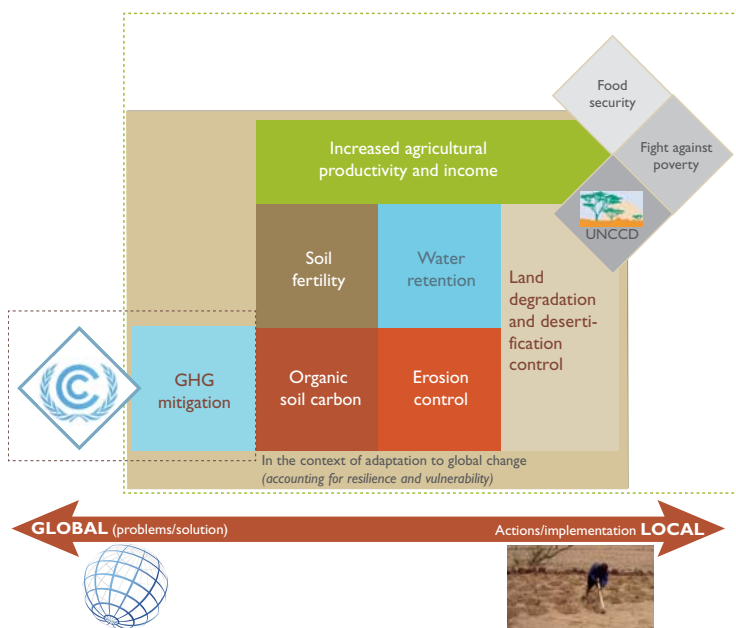 Food
security
Fight against
poverty
UNCCD
Increased agricultural
productivity and income
Soil
fertility
Water
retention
Land
degradation
and deserti-
fication
control
GHG
mitigation
Organic
soil carbon
Erosion
control
In the context of adaptation to global change
(accounting for resilience and vulnerability)
GLOBAL (problems/solution)
Actions/implementation LOCAL